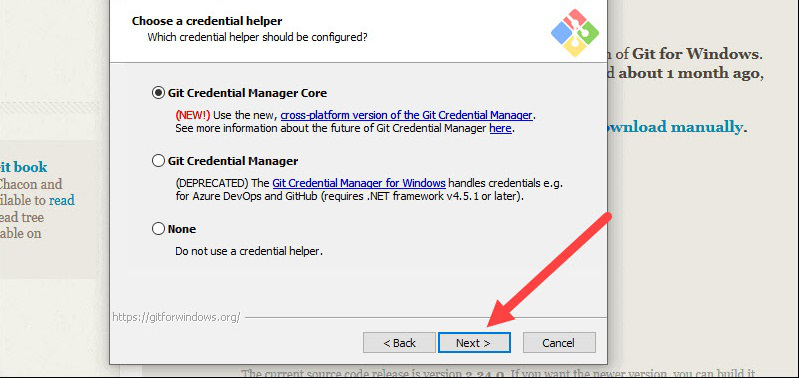 Choose a credential helper
Which credential helper should be configured?
n of Git for Windows.
d about 1 month ago,
Git Credential Manager Core
(NEW!) Use the new, cross-platform version of the Git Credential Manager.
See more information about the future of Git Credential Manager here.
wnload manually.
Git Credential Manager
(DEPRECATED) The Git Credential Manager for Windows handles credentials e.g.
for Azure DevOps and GitHub (requires .NET framework v4.5.1 or later).
it book
Chacon and
ilable to read
ead tree
able on
None
Do not use a credential helper.
https://gitforwindows.org/
< Back
Next >
Cancel
The current source code release is version 2.34.0. If you want the newer version, you can build it